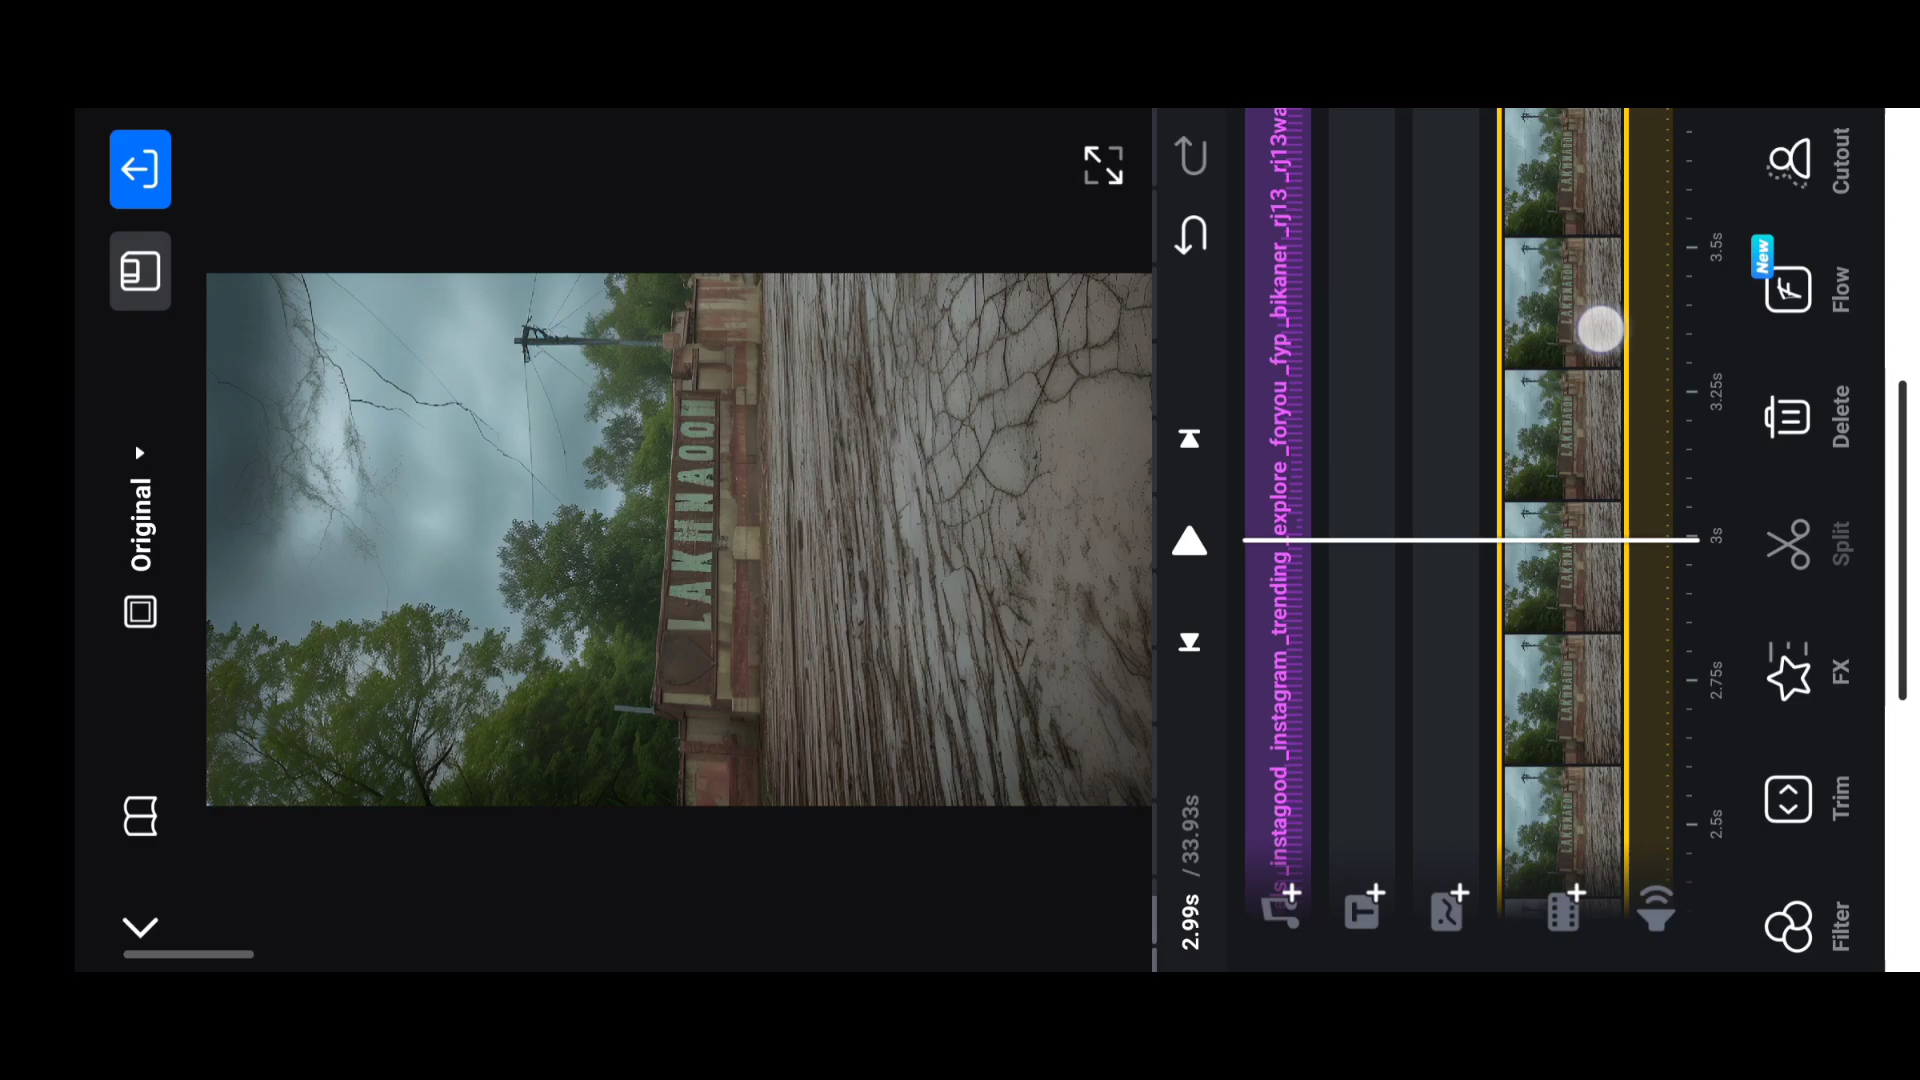 Original
LAKHNAOOH
2.99s / 33.93s
_instagood _instagram _trending _explore _foryou _fyp _bikaner _rj13 _rj13wa
T
2.5s
2.75s
3s
3.25s
3.5s
New
Filter
Trim
FX
Split
Delete
Flow
Cutout